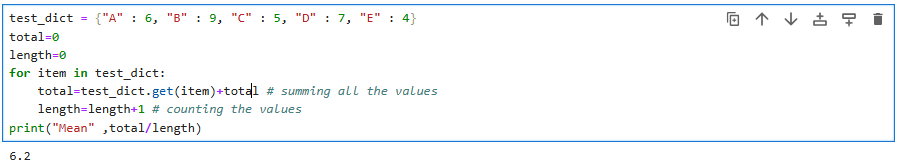 test_dict = {"A" : 6, "B" : 9, "C" : 5, "D" : 7, "E" : 4}
total=0
length=0
for item in test_dict:
    total=test_dict.get(item)+total # summing all the values
    length=length+1 # counting the values
print("Mean" ,total/length)
6.2